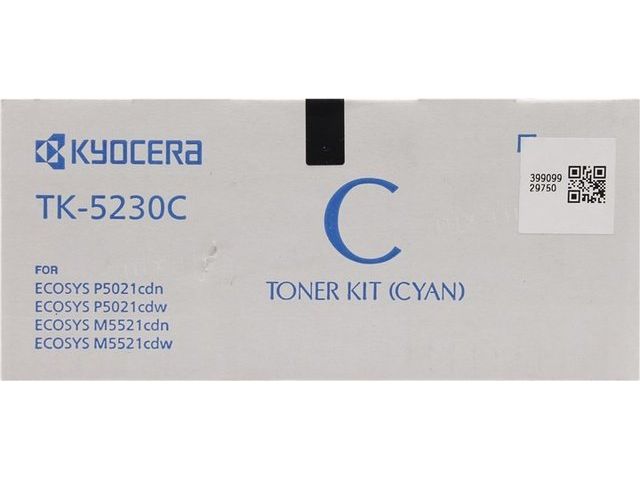 KYOCERA
TK-5230C
FOR
ECOSYS P5021cdn
ECOSYS P5021cdw
ECOSYS M5521cdn
ECOSYS M5521cdw
C
TONER KIT (CYAN)
399099
29750